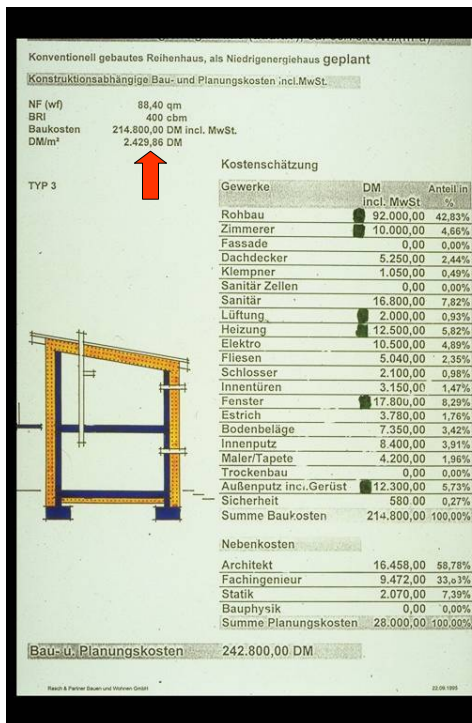 Konventionell gebautes Reihenhaus, als Niedrigenergiehaus geplant
Konstruktionsabhängige Bau- und Planungskosten incl.MwSt.
NF (wf) 88,40 qm
BRI 400 cbm
Baukosten 214.800,00 DM incl. MwSt.
DM/m² 2.429,86 DM
TYP 3
Kostenschätzung
Gewerke DM incl. MwSt Anteil in %
Rohbau 92.000,00 42,83%
Zimmerer 10.000,00 4,66%
Fassade 0,00 0,00%
Dachdecker 5.250,00 2,44%
Klempner 1.050,00 0,49%
Sanitär Zellen 0,00 0,00%
Sanitär 16.800,00 7,82%
Lüftung 2.000,00 0,93%
Heizung 12.500,00 5,82%
Elektro 10.500,00 4,89%
Fliesen 5.040,00 2,35%
Schlosser 2.100,00 0,98%
Innentüren 3.150,00 1,47%
Fenster 17.800,00 8,29%
Estrich 3.780,00 1,76%
Bodenbeläge 7.350,00 3,42%
Innenputz 8.400,00 3,91%
Maler/Tapete 4.200,00 1,96%
Trockenbau 0,00 0,00%
Außenputz incl.Gerüst 12.300,00 5,73%
Sicherheit 580 00 0,27%
Summe Baukosten 214.800,00 100,00%
Nebenkosten
Architekt 16.458,00 58,78%
Fachingenieur 9.472,00 33,83%
Statik 2.070,00 7,39%
Bauphysik 0,00 0,00%
Summe Planungskosten 28.000,00 100,00%
Bau- u. Planungskosten 242.800,00 DM
Rasch & Partner Bauen und Wohnen GmbH 22.09.1995